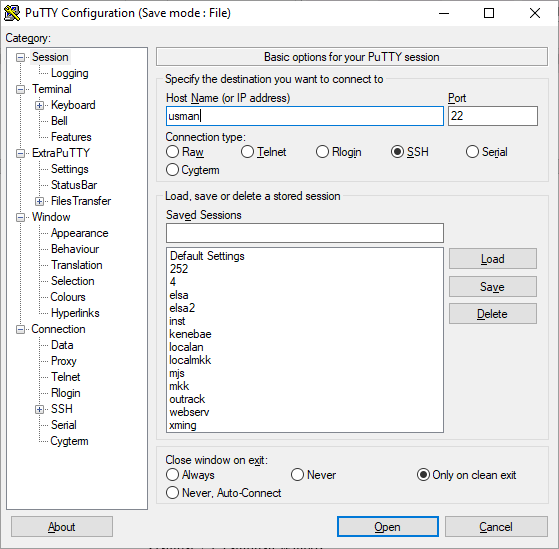 PuTTY Configuration (Save mode : File)
Category:
Session
Logging
Terminal
Keyboard
Bell
Features
ExtraPuTTY
Settings
StatusBar
FilesTransfer
Window
Appearance
Behaviour
Translation
Selection
Colours
Hyperlinks
Connection
Data
Proxy
Telnet
Rlogin
SSH
Serial
Cygterm
Basic options for your PuTTY session
Specify the destination you want to connect to
Host Name (or IP address) Port
usman 22
Connection type:
Raw Telnet Rlogin SSH Serial
Cygterm
Load, save or delete a stored session
Saved Sessions
Default Settings
252
4
elsa
elsa2
inst
kenebae
localan
localmkk
mjs
mkk
outrack
webserv
xming
Load
Save
Delete
Close window on exit:
Always Never Only on clean exit
Never, Auto-Connect
About Open Cancel